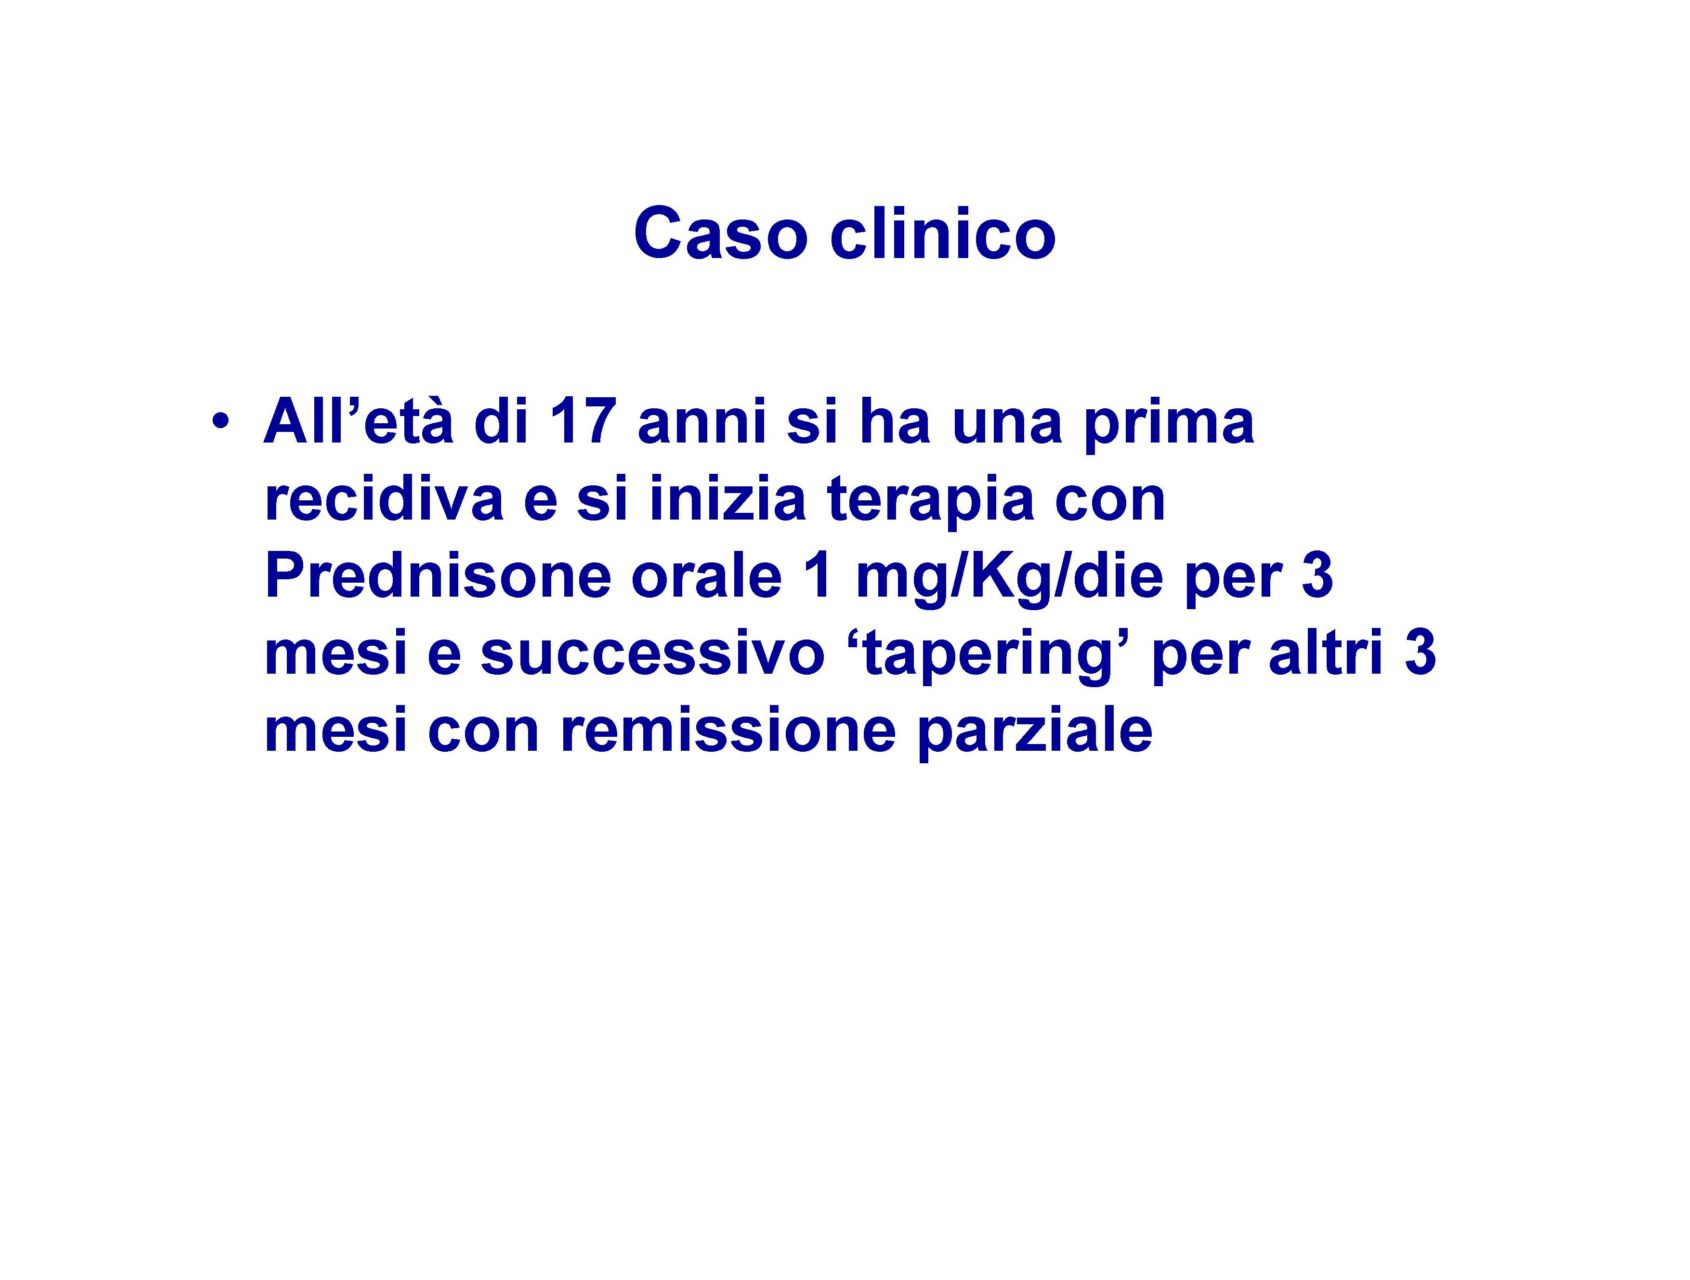 Caso clinico
• All’età di 17 anni si ha una prima
recidiva e si inizia terapia con
Prednisone orale 1 mg/Kg/die per 3
mesi e successivo ‘tapering’ per altri 3
mesi con remissione parziale